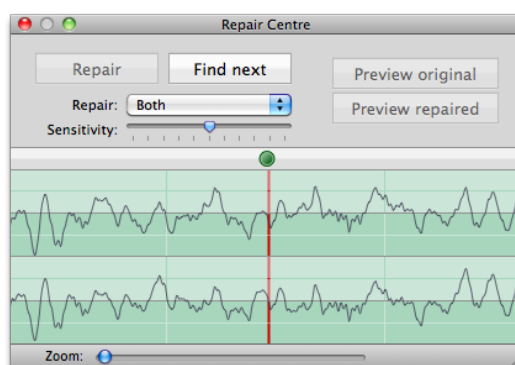 Repair Centre
Repair
Find next
Preview original
Repair: Both
Preview repaired
Sensitivity:
Zoom: